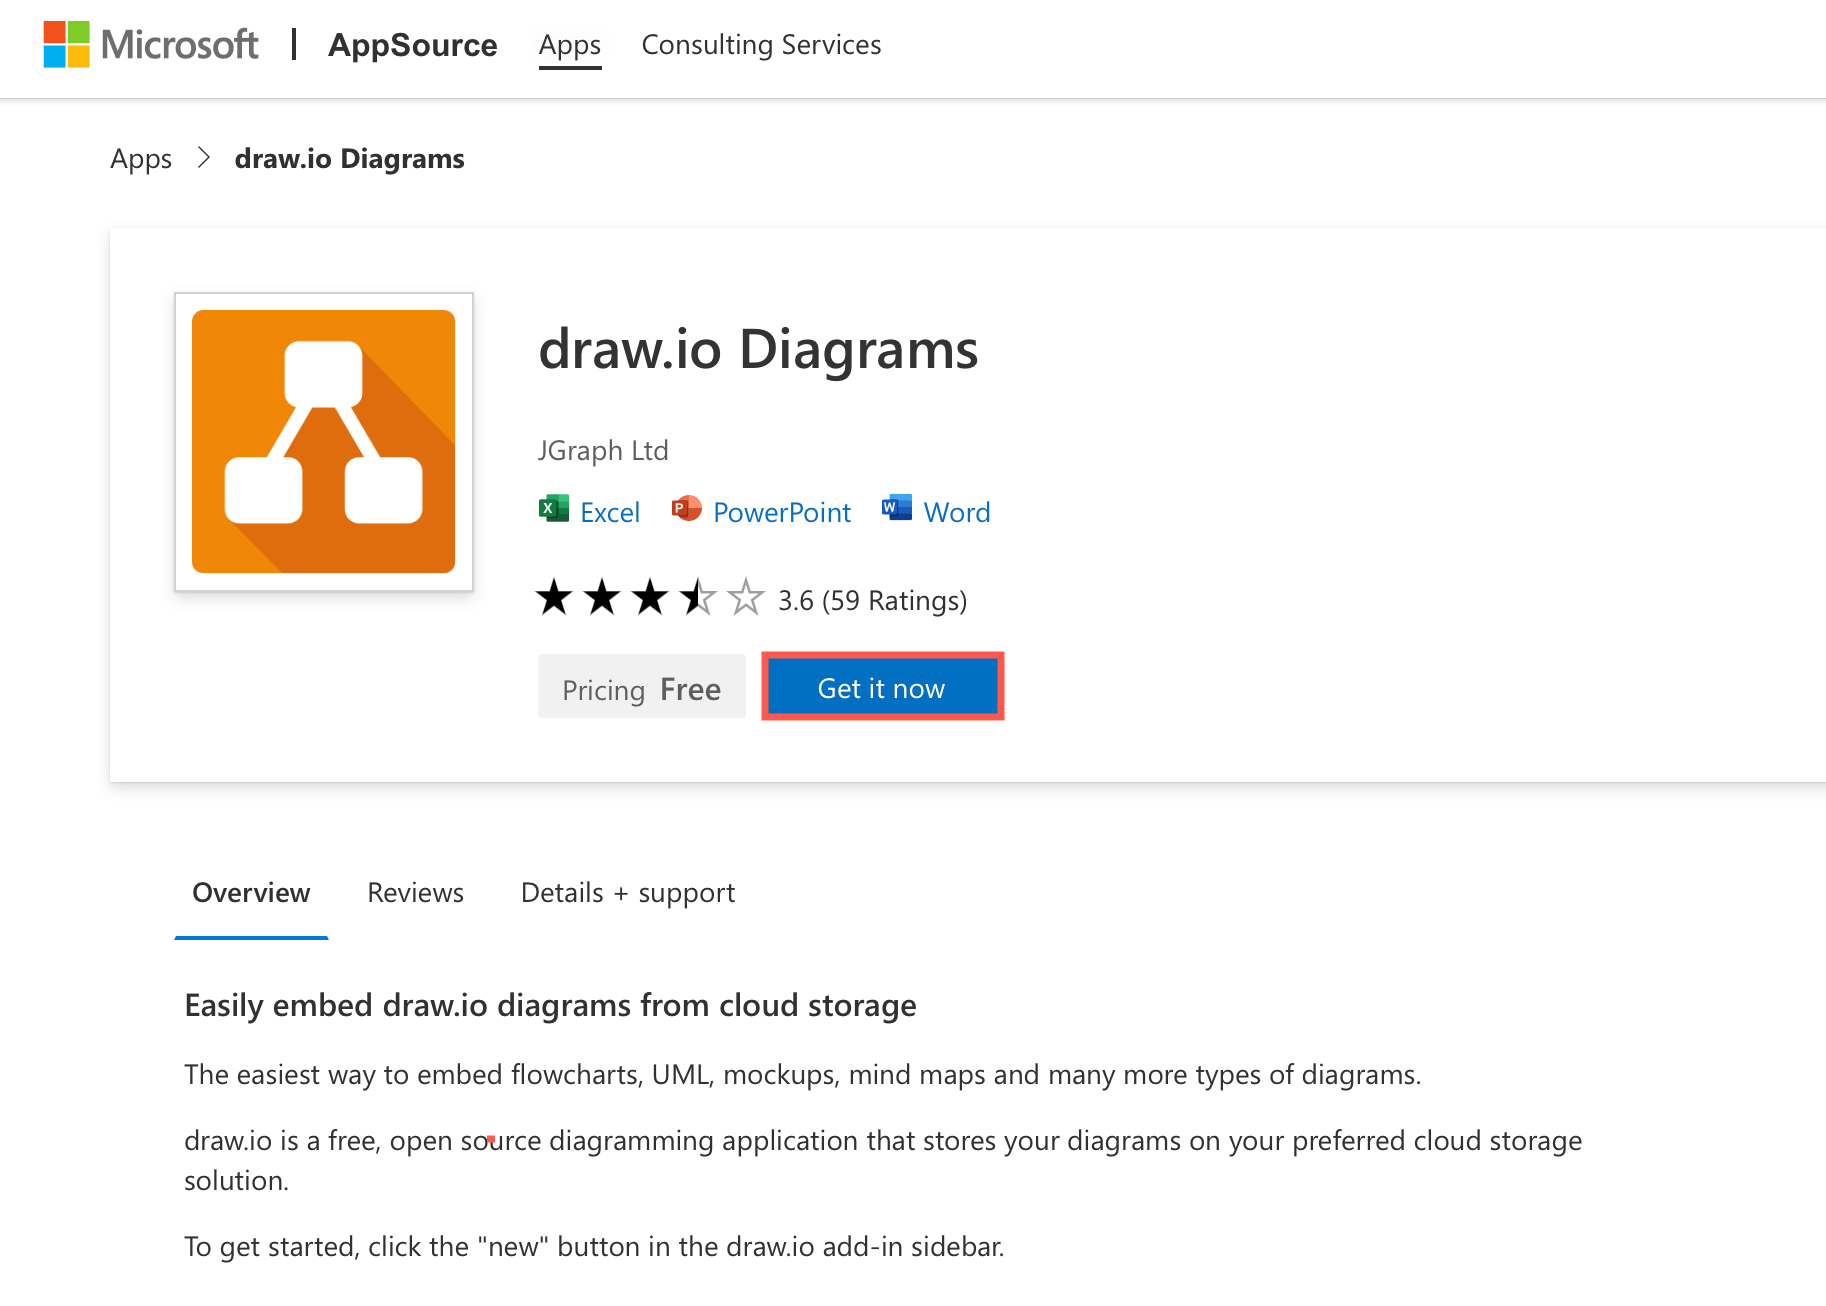 Microsoft | AppSource Apps Consulting Services
Apps > draw.io Diagrams
draw.io Diagrams
JGraph Ltd
X Excel P PowerPoint W Word
3.6 (59 Ratings)
Pricing Free Get it now
Overview Reviews Details + support
Easily embed draw.io diagrams from cloud storage
The easiest way to embed flowcharts, UML, mockups, mind maps and many more types of diagrams.
draw.io is a free, open source diagramming application that stores your diagrams on your preferred cloud storage
solution.
To get started, click the "new" button in the draw.io add-in sidebar.